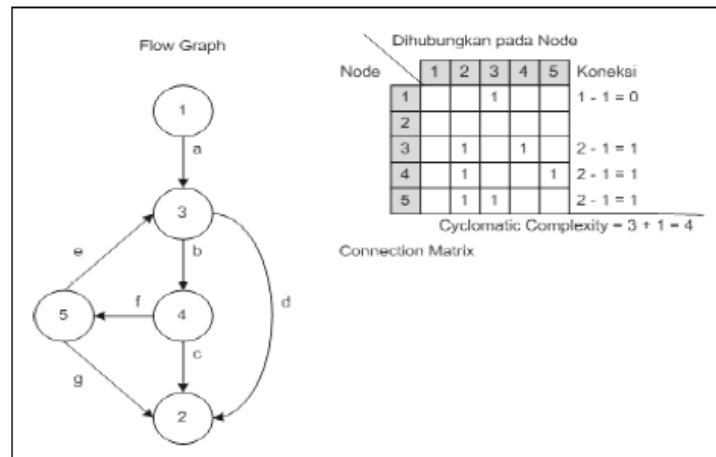 Flow Graph
1
a
3
e
b
5
f
4
d
c
g
2
Dihubungkan pada Node
Node 1 2 3 4 5 Koneksi
1 1 1 - 1 = 0
2
3 1 1 2 - 1 = 1
4 1 1 2 - 1 = 1
5 1 1 2 - 1 = 1
Cyclomatic Complexity = 3 + 1 = 4
Connection Matrix